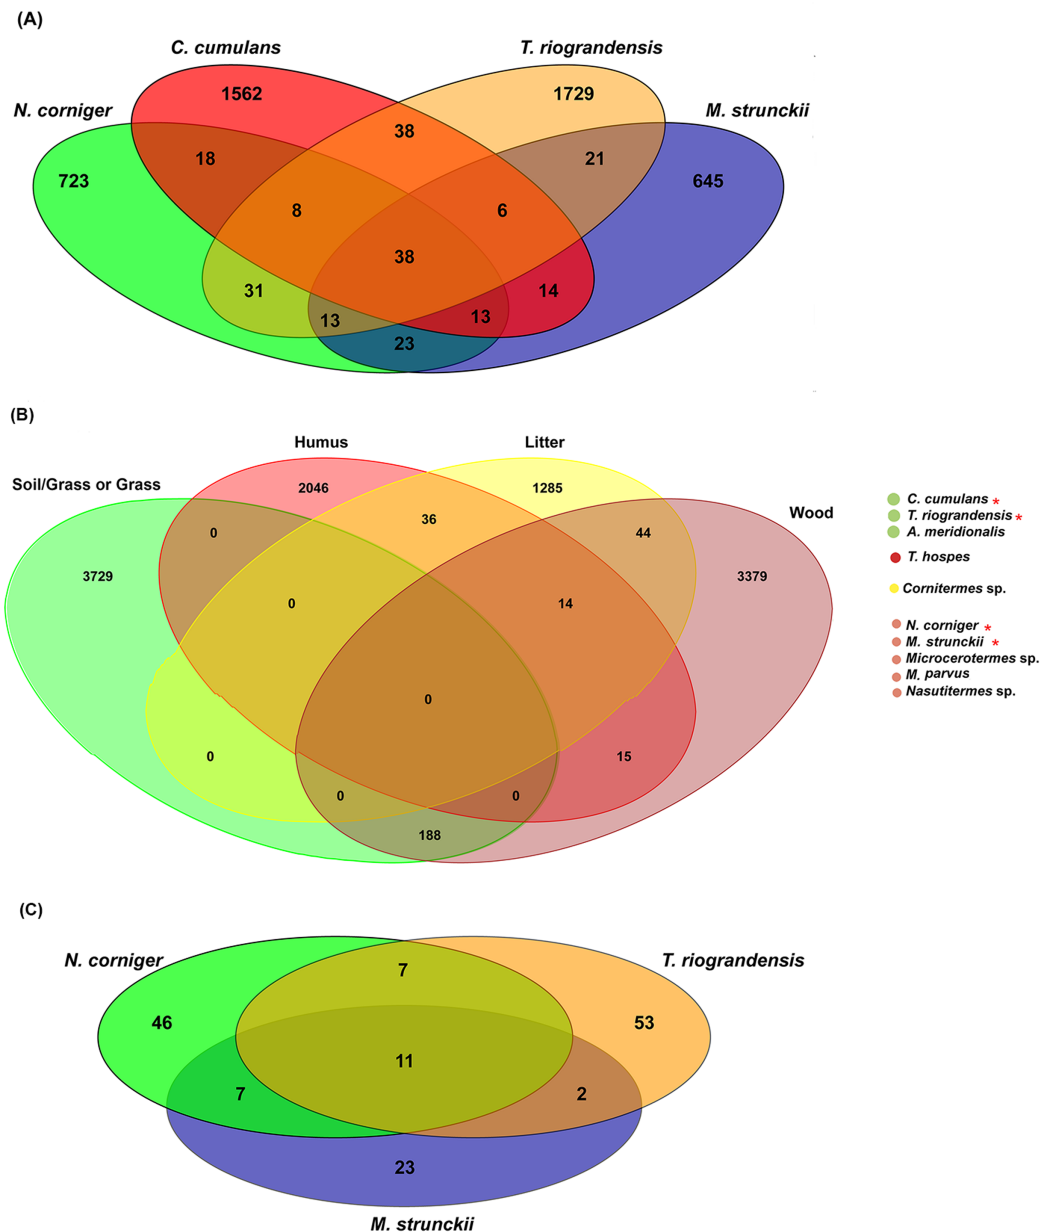 (A)
C. cumulans
T. riograndensis
N. corniger
M. strunckii
1562
1729
38
18
21
723
645
8
6
38
31
14
13
13
23
(B)
Humus
Litter
Soil/Grass or Grass
Wood
2046
1285
36
0
44
3729
3379
0
14
0
0
15
0
0
188
C. cumulans *
T. riograndensis *
A. meridionalis
T. hospes
Cornitermes sp.
N. corniger *
M. strunckii *
Microcerotermes sp.
M. parvus
Nasutitermes sp.
(C)
N. corniger
T. riograndensis
7
46
53
11
7
2
23
M. strunckii